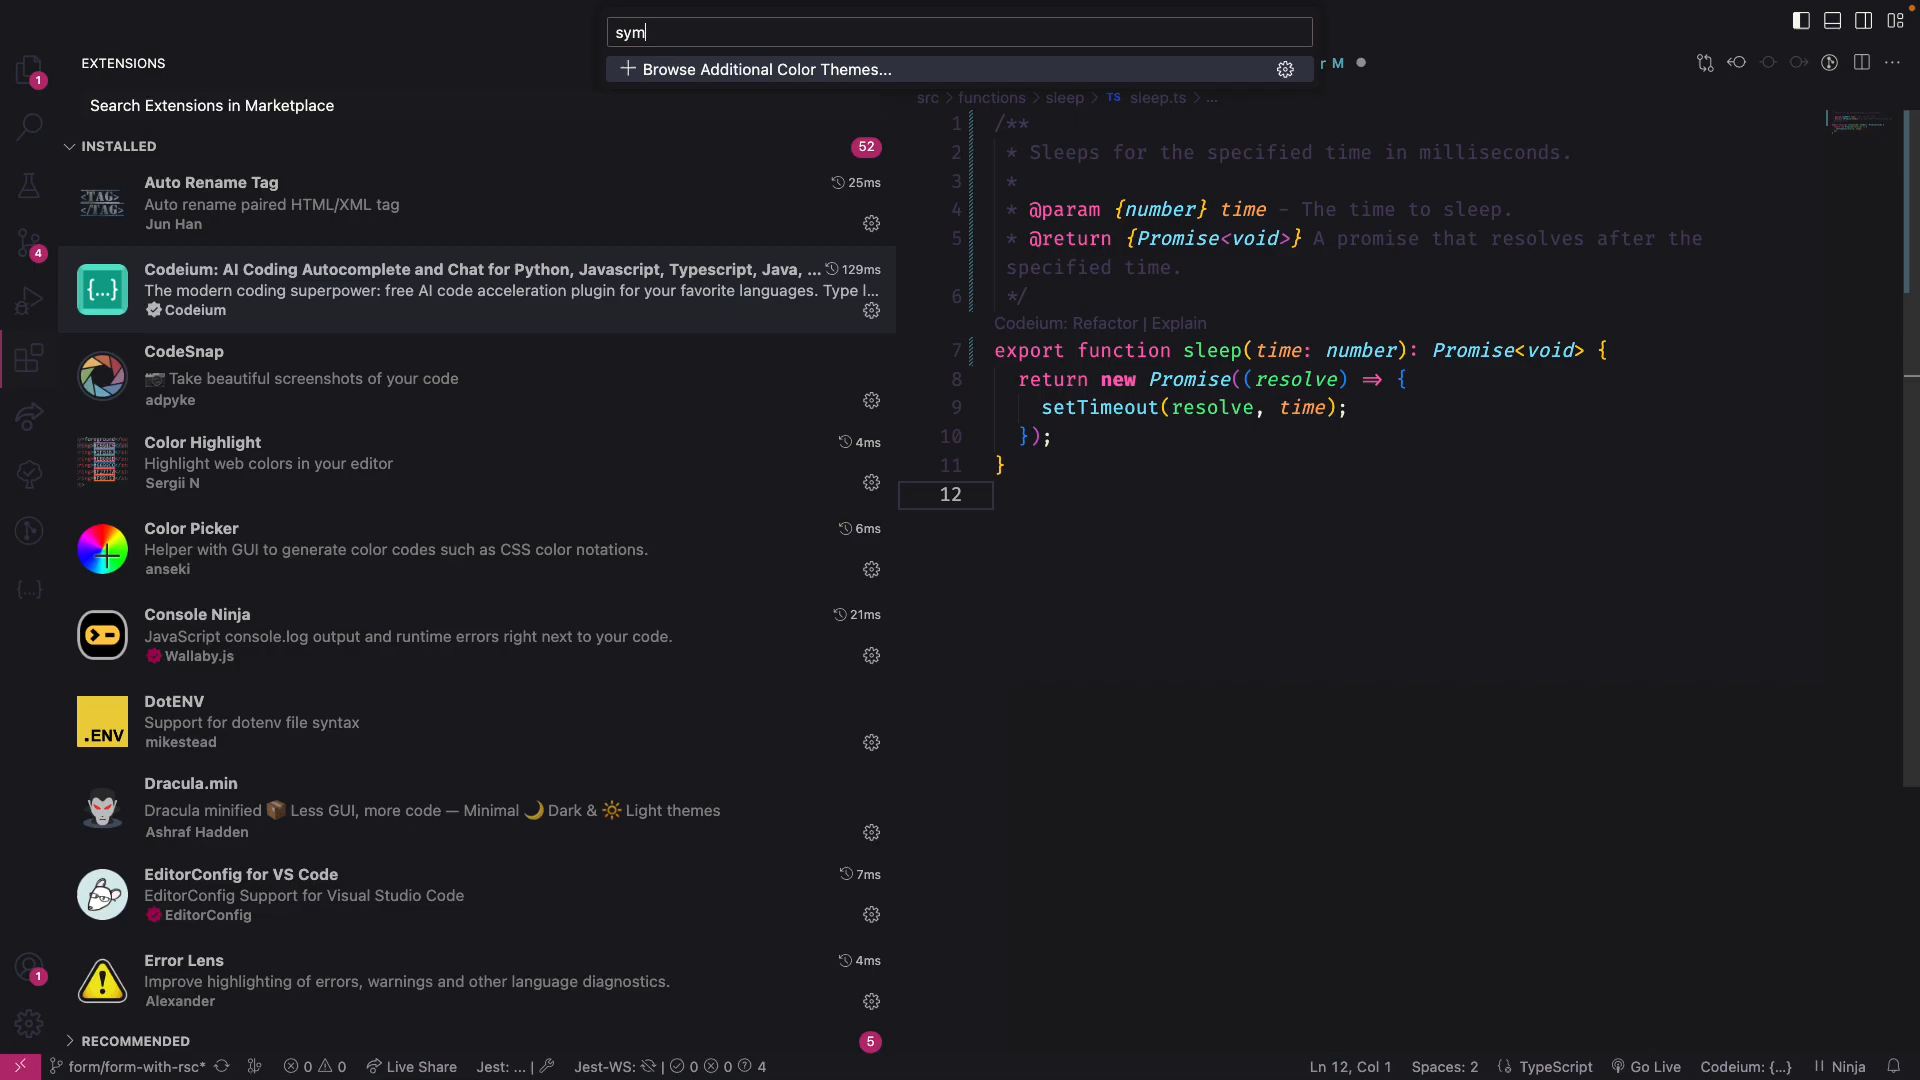 sym
Browse Additional Color Themes...
EXTENSIONS
Search Extensions in Marketplace
INSTALLED 52
Auto Rename Tag 25ms
Auto rename paired HTML/XML tag
Jun Han
Codeium: AI Coding Autocomplete and Chat for Python, Javascript, Typescript, Java, ... 129ms
The modern coding superpower: free AI code acceleration plugin for your favorite languages. Type l...
Codeium
CodeSnap
Take beautiful screenshots of your code
adpyke
Color Highlight 4ms
Highlight web colors in your editor
Sergii N
Color Picker 6ms
Helper with GUI to generate color codes such as CSS color notations.
anseki
Console Ninja 21ms
JavaScript console.log output and runtime errors right next to your code.
Wallaby.js
DotENV
Support for dotenv file syntax
mikestead
.ENV
Dracula.min
Dracula minified 📦 Less GUI, more code — Minimal 🌙 Dark & 🔆 Light themes
Ashraf Hadden
EditorConfig for VS Code 7ms
EditorConfig Support for Visual Studio Code
EditorConfig
Error Lens 4ms
Improve highlighting of errors, warnings and other language diagnostics.
Alexander
RECOMMENDED 5
<TAG>
</TAG>
{...}
1
4
1
r M
src > functions > sleep > TS sleep.ts > ...
1 /**
2 * Sleeps for the specified time in milliseconds.
3 *
4 * @param {number} time - The time to sleep.
5 * @return {Promise<void>} A promise that resolves after the
specified time.
6 */
Codeium: Refactor | Explain
7 export function sleep(time: number): Promise<void> {
8 return new Promise((resolve) => {
9 setTimeout(resolve, time);
10 });
11 }
12
form/form-with-rsc* 0 0 Live Share Jest: ... | Jest-WS: | 0 0 4 Ln 12, Col 1 Spaces: 2 TypeScript Go Live Codeium: {...} Ninja